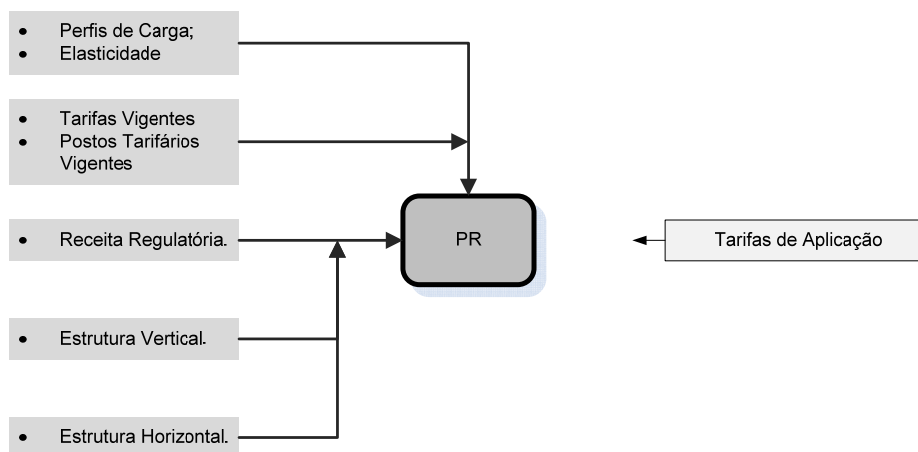 • Perfis de Carga;
• Elasticidade
• Tarifas Vigentes
• Postos Tarifários
Vigentes
• Receita Regulatória.
• Estrutura Vertical.
• Estrutura Horizontal.
PR
Tarifas de Aplicação